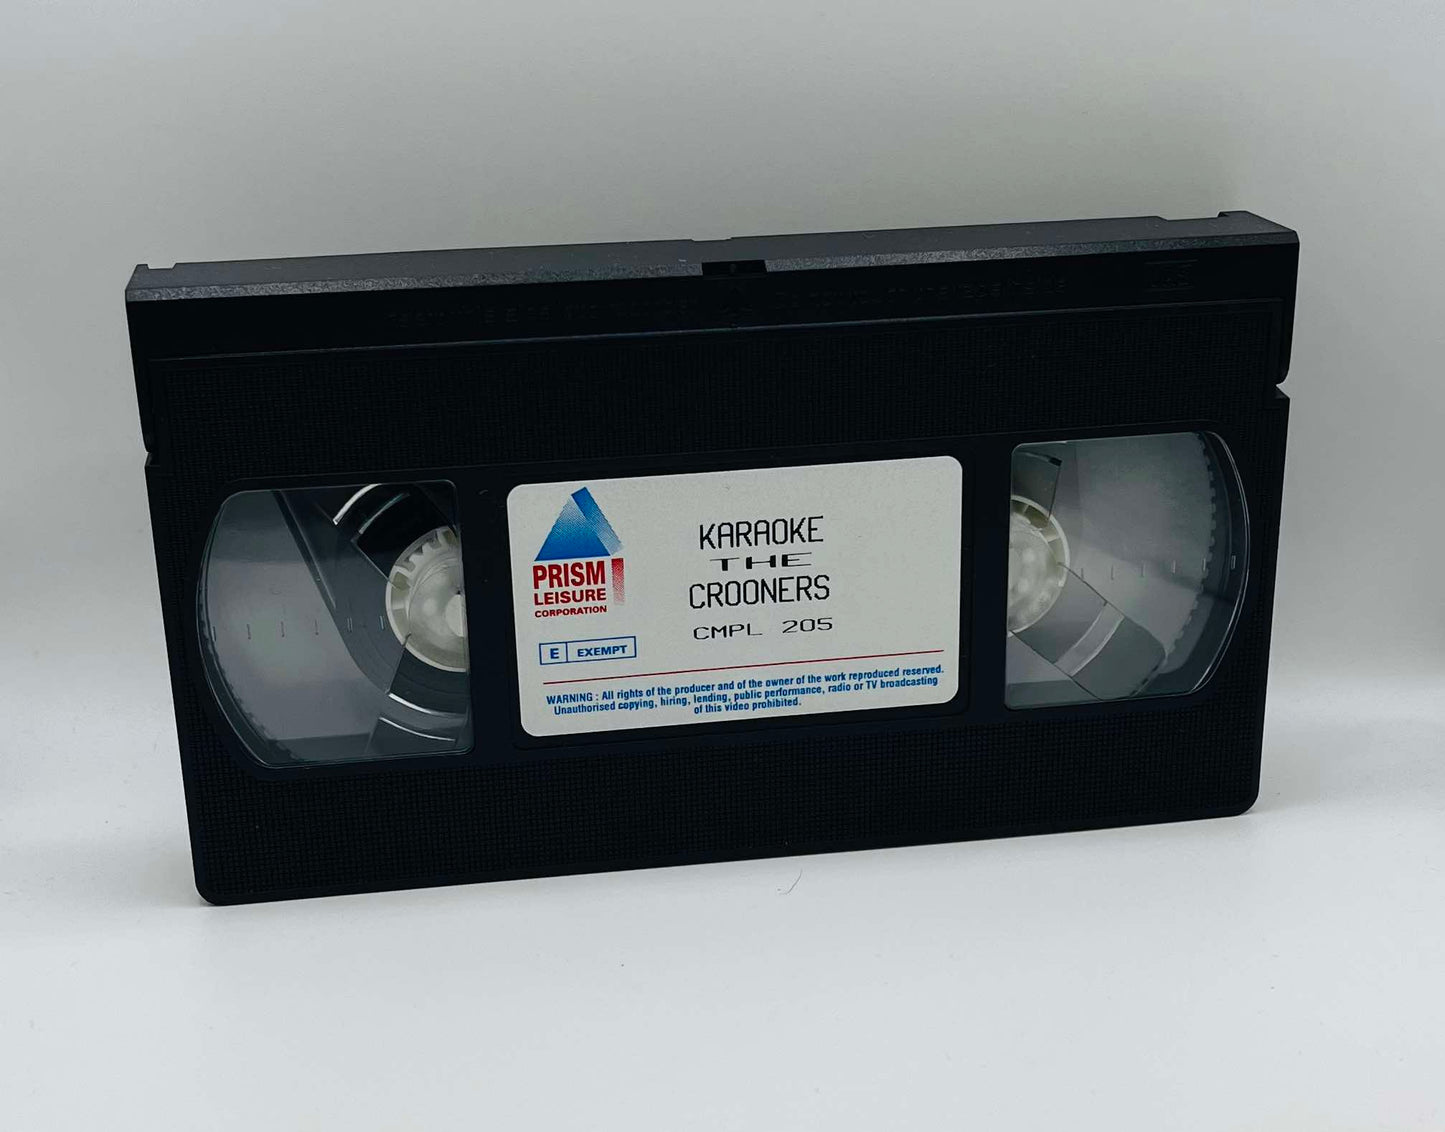 PRISM
LEISURE
CORPORATION
E EXEMPT
KARAOKE
THE
CROONERS
CMPL 205
WARNING : All rights of the producer and of the owner of the work reproduced reserved.
Unauthorised copying, hiring, lending, public performance, radio or TV broadcasting
of this video prohibited.